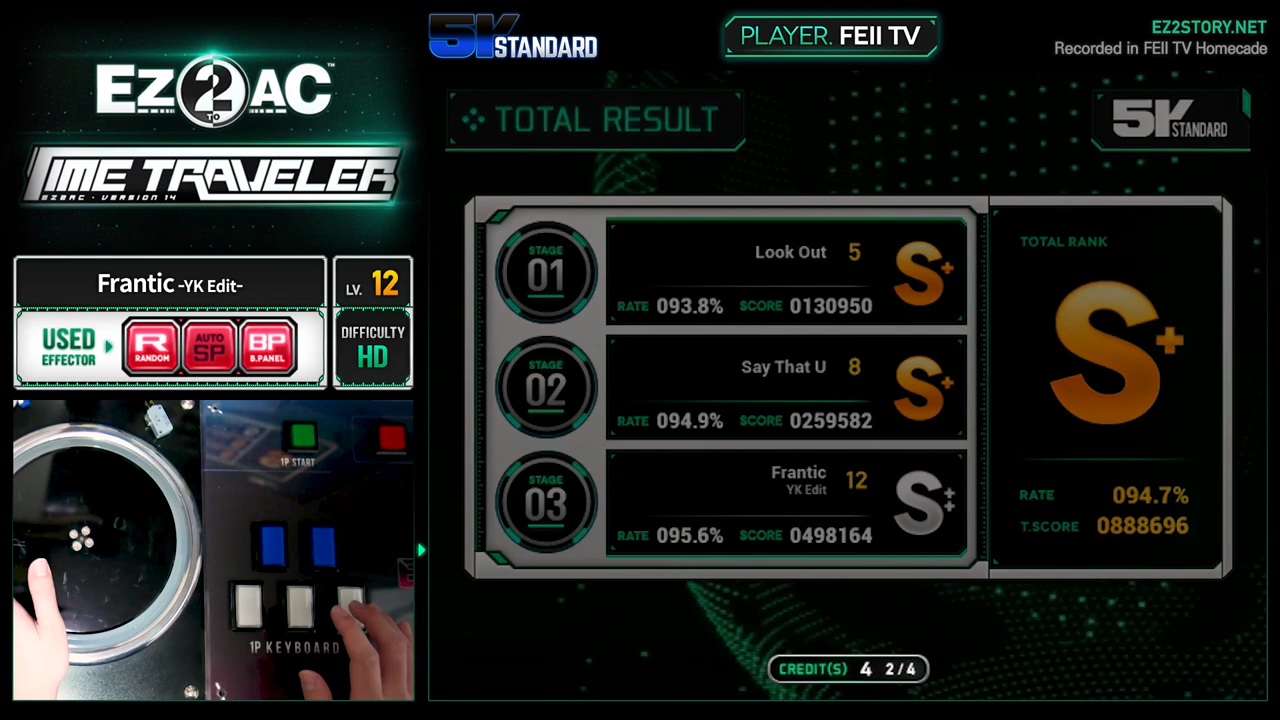 EZ2AC™
TO
TIME TRAVELER
EZ2AC · VERSION 14
Frantic -YK Edit-
LV. 12
USED
EFFECTOR
R
RANDOM
AUTO
SP
BP
B.PANEL
DIFFICULTY
HD
1P START
1P KEYBOARD
5K STANDARD
PLAYER. FEII TV
EZ2STORY.NET
Recorded in FEII TV Homecade
TOTAL RESULT
5K STANDARD
STAGE
01
Look Out 5
S+
RATE 093.8% SCORE 0130950
STAGE
02
Say That U 8
S+
RATE 094.9% SCORE 0259582
STAGE
03
Frantic 12
YK Edit
S++
RATE 095.6% SCORE 0498164
TOTAL RANK
S+
RATE 094.7%
T.SCORE 0888696
CREDIT(S) 4 2/4